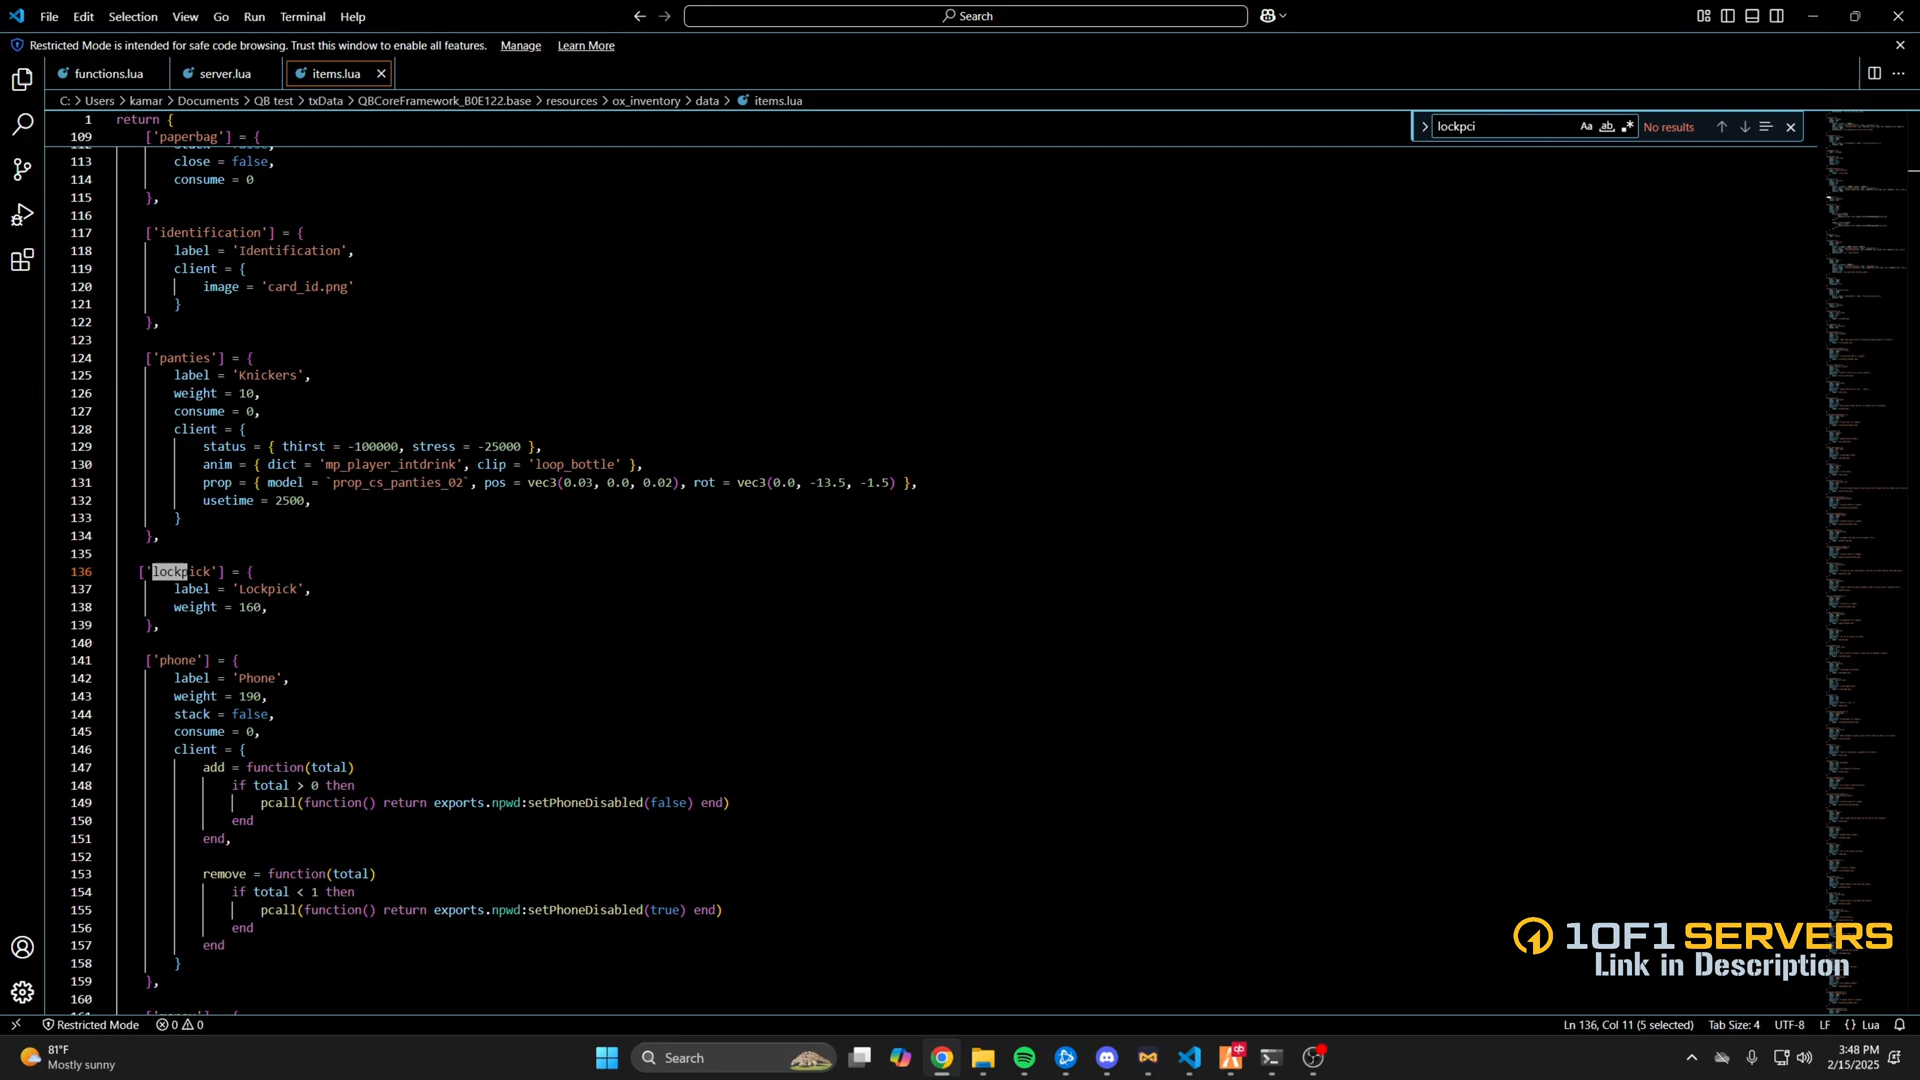 File Edit Selection View Go Run Terminal Help
Search
Restricted Mode is intended for safe code browsing. Trust this window to enable all features. Manage Learn More
functions.lua server.lua items.lua
C: > Users > kamar > Documents > QB test > txData > QBCoreFramework_B0E122.base > resources > ox_inventory > data > items.lua
lockpci Aa ab No results
1 return {
109 ['paperbag'] = {
113 close = false,
114 consume = 0
115 },
116
117 ['identification'] = {
118 label = 'Identification',
119 client = {
120 image = 'card_id.png'
121 }
122 },
123
124 ['panties'] = {
125 label = 'Knickers',
126 weight = 10,
127 consume = 0,
128 client = {
129 status = { thirst = -100000, stress = -25000 },
130 anim = { dict = 'mp_player_intdrink', clip = 'loop_bottle' },
131 prop = { model = `prop_cs_panties_02`, pos = vec3(0.03, 0.0, 0.02), rot = vec3(0.0, -13.5, -1.5) },
132 usetime = 2500,
133 }
134 },
135
136 ['lockpick'] = {
137 label = 'Lockpick',
138 weight = 160,
139 },
140
141 ['phone'] = {
142 label = 'Phone',
143 weight = 190,
144 stack = false,
145 consume = 0,
146 client = {
147 add = function(total)
148 if total > 0 then
149 pcall(function() return exports.npwd:setPhoneDisabled(false) end)
150 end
151 end,
152
153 remove = function(total)
154 if total < 1 then
155 pcall(function() return exports.npwd:setPhoneDisabled(true) end)
156 end
157 end
158 }
159 },
160
1OF1 SERVERS
Link in Description
Restricted Mode 0 0
Ln 136, Col 11 (5 selected) Tab Size: 4 UTF-8 LF {} Lua
81°F
Mostly sunny
Search
3:48 PM
2/15/2025